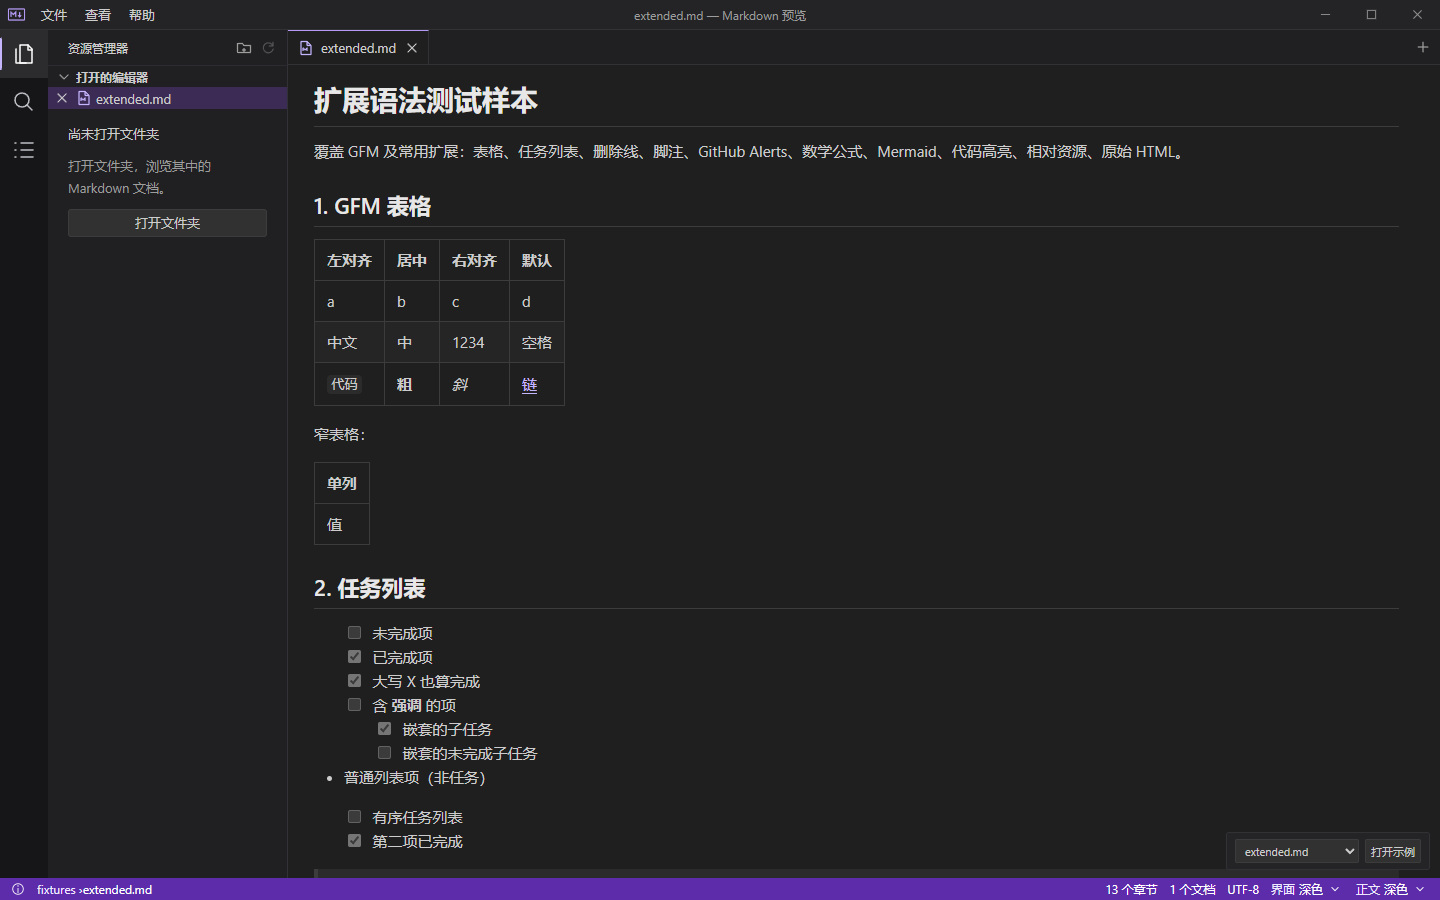 文件 查看 帮助
extended.md — Markdown 预览
资源管理器
打开的编辑器
extended.md
尚未打开文件夹
打开文件夹，浏览其中的
Markdown 文档。
打开文件夹
extended.md
扩展语法测试样本
覆盖 GFM 及常用扩展：表格、任务列表、删除线、脚注、GitHub Alerts、数学公式、Mermaid、代码高亮、相对资源、原始 HTML。
1. GFM 表格
左对齐 居中 右对齐 默认
a b c d
中文 中 1234 空格
代码 粗 斜 链
窄表格：
单列
值
2. 任务列表
未完成项
已完成项
大写 X 也算完成
含 强调 的项
嵌套的子任务
嵌套的未完成子任务
普通列表项（非任务）
有序任务列表
第二项已完成
extended.md 打开示例
fixtures ›extended.md
13 个章节 1 个文档 UTF-8 界面 深色 正文 深色